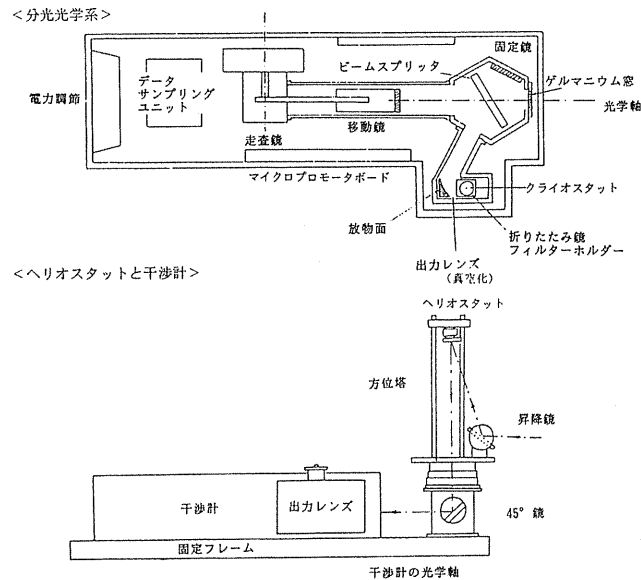 ＜分光光学系＞
固定鏡
ビームスプリッタ
ゲルマニウム窓
データ
サンプリング
ユニット
電力調節
光学軸
移動鏡
走査鏡
マイクロプロモータボード
クライオスタット
放物面
折りたたみ鏡
フィルターホルダー
出力レンズ
(真空化)
＜ヘリオスタットと干渉計＞
ヘリオスタット
方位塔
昇降鏡
干渉計
出力レンズ
45° 鏡
固定フレーム
干渉計の光学軸